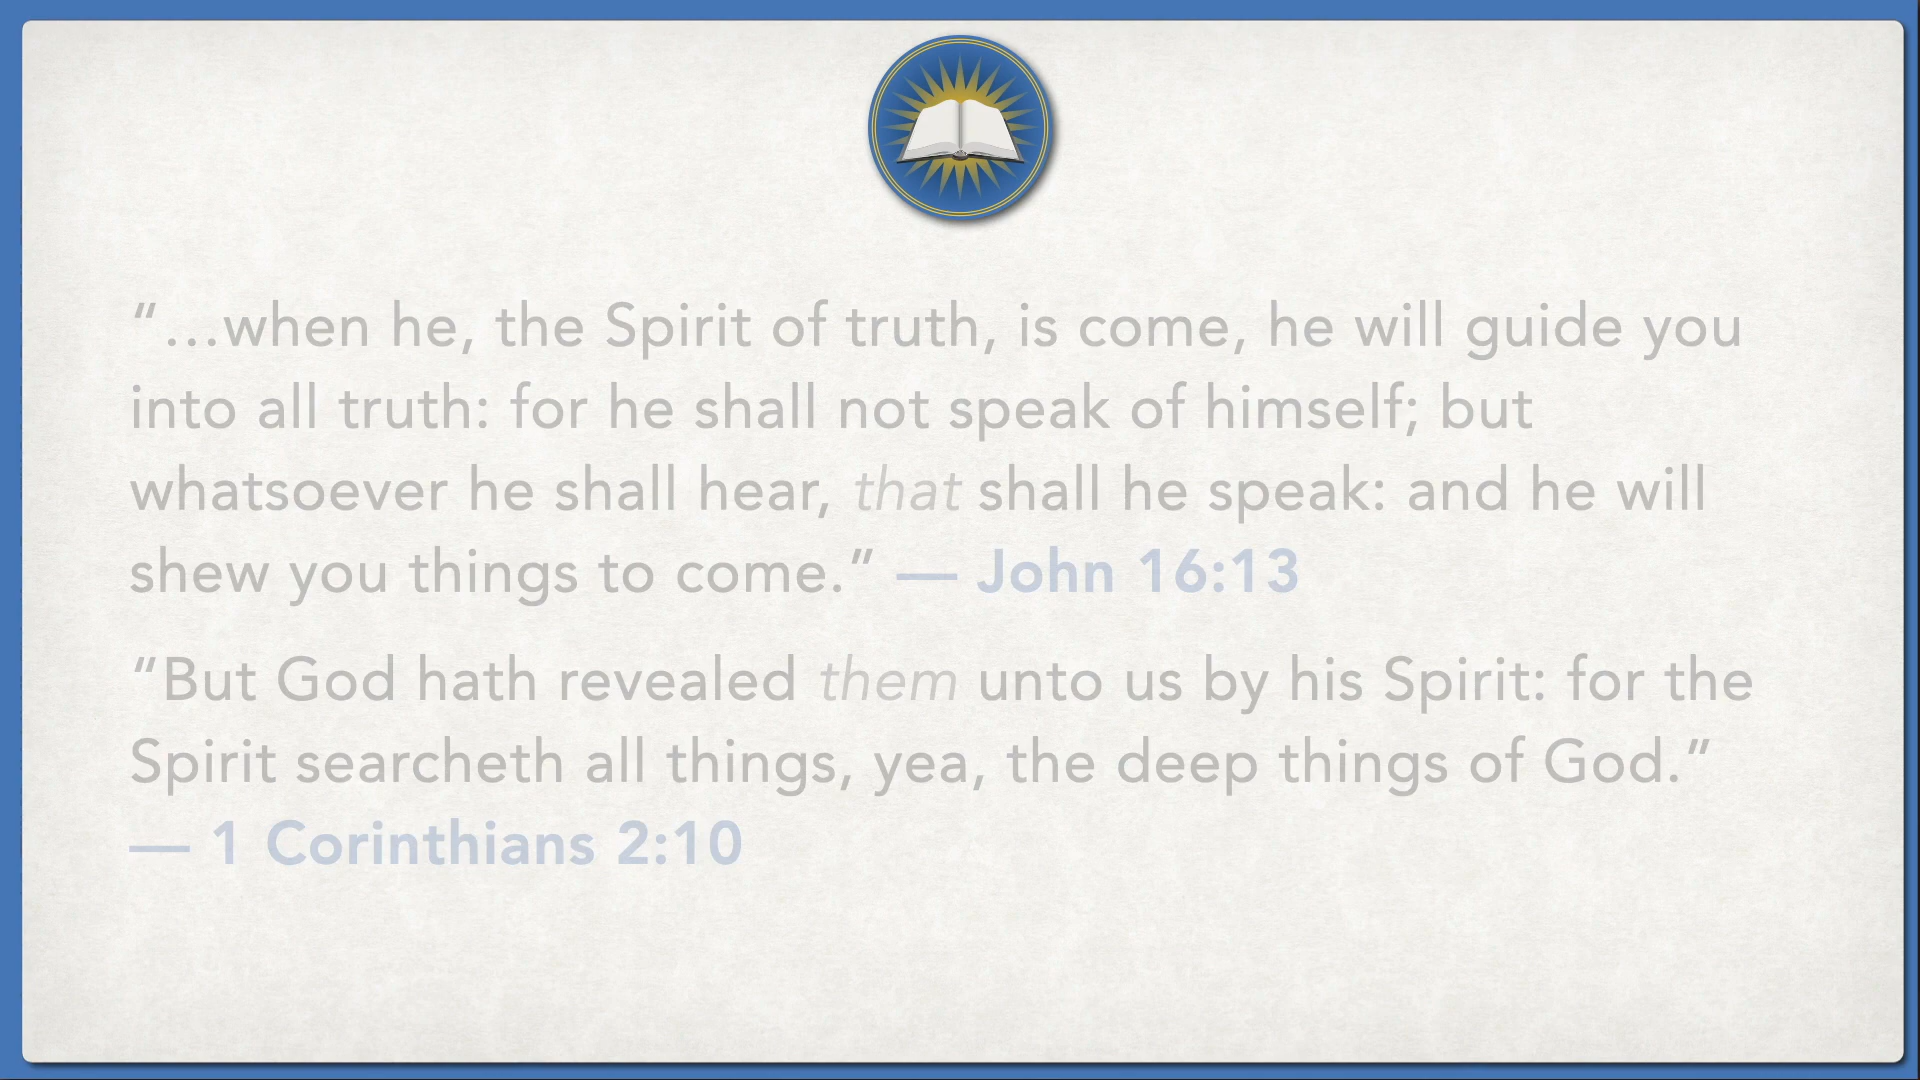 “…when he, the Spirit of truth, is come, he will guide you
into all truth: for he shall not speak of himself; but
whatsoever he shall hear, that shall he speak: and he will
shew you things to come.” — John 16:13
“But God hath revealed them unto us by his Spirit: for the
Spirit searcheth all things, yea, the deep things of God.”
— 1 Corinthians 2:10